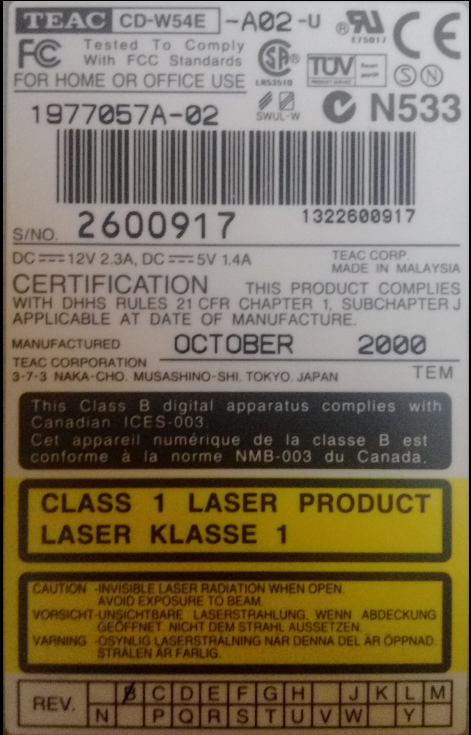 TEAC CD-W54E -A02-U
FC Tested To Comply
With FCC Standards
FOR HOME OR OFFICE USE
E75817
LR53510
TÜV
PRODUCT SERVICE
CE
S N
SWUL-W
N533
1977057A-02
S/NO. 2600917
1322600917
DC 12V 2.3A, DC 5V 1.4A
TEAC CORP.
MADE IN MALAYSIA
CERTIFICATION THIS PRODUCT COMPLIES
WITH DHHS RULES 21 CFR CHAPTER 1, SUBCHAPTER J
APPLICABLE AT DATE OF MANUFACTURE.
MANUFACTURED OCTOBER 2000
TEAC CORPORATION
3-7-3 NAKA-CHO. MUSASHINO-SHI. TOKYO. JAPAN
TEM
This Class B digital apparatus complies with
Canadian ICES-003.
Cet appareil numérique de la classe B est
conforme à la norme NMB-003 du Canada.
CLASS 1 LASER PRODUCT
LASER KLASSE 1
CAUTION -INVISIBLE LASER RADIATION WHEN OPEN.
AVOID EXPOSURE TO BEAM.
VORSICHT-UNSICHTBARE LASERSTRAHLUNG, WENN ABDECKUNG
GEÖFFNET. NICHT DEM STRAHL AUSSETZEN.
VARNING -OSYNLIG LASERSTRÅLNING NÄR DENNA DEL ÄR ÖPPNAD.
STRÅLEN ÄR FARLIG.
REV. B C D E F G H J K L M
N P Q R S T U V W Y